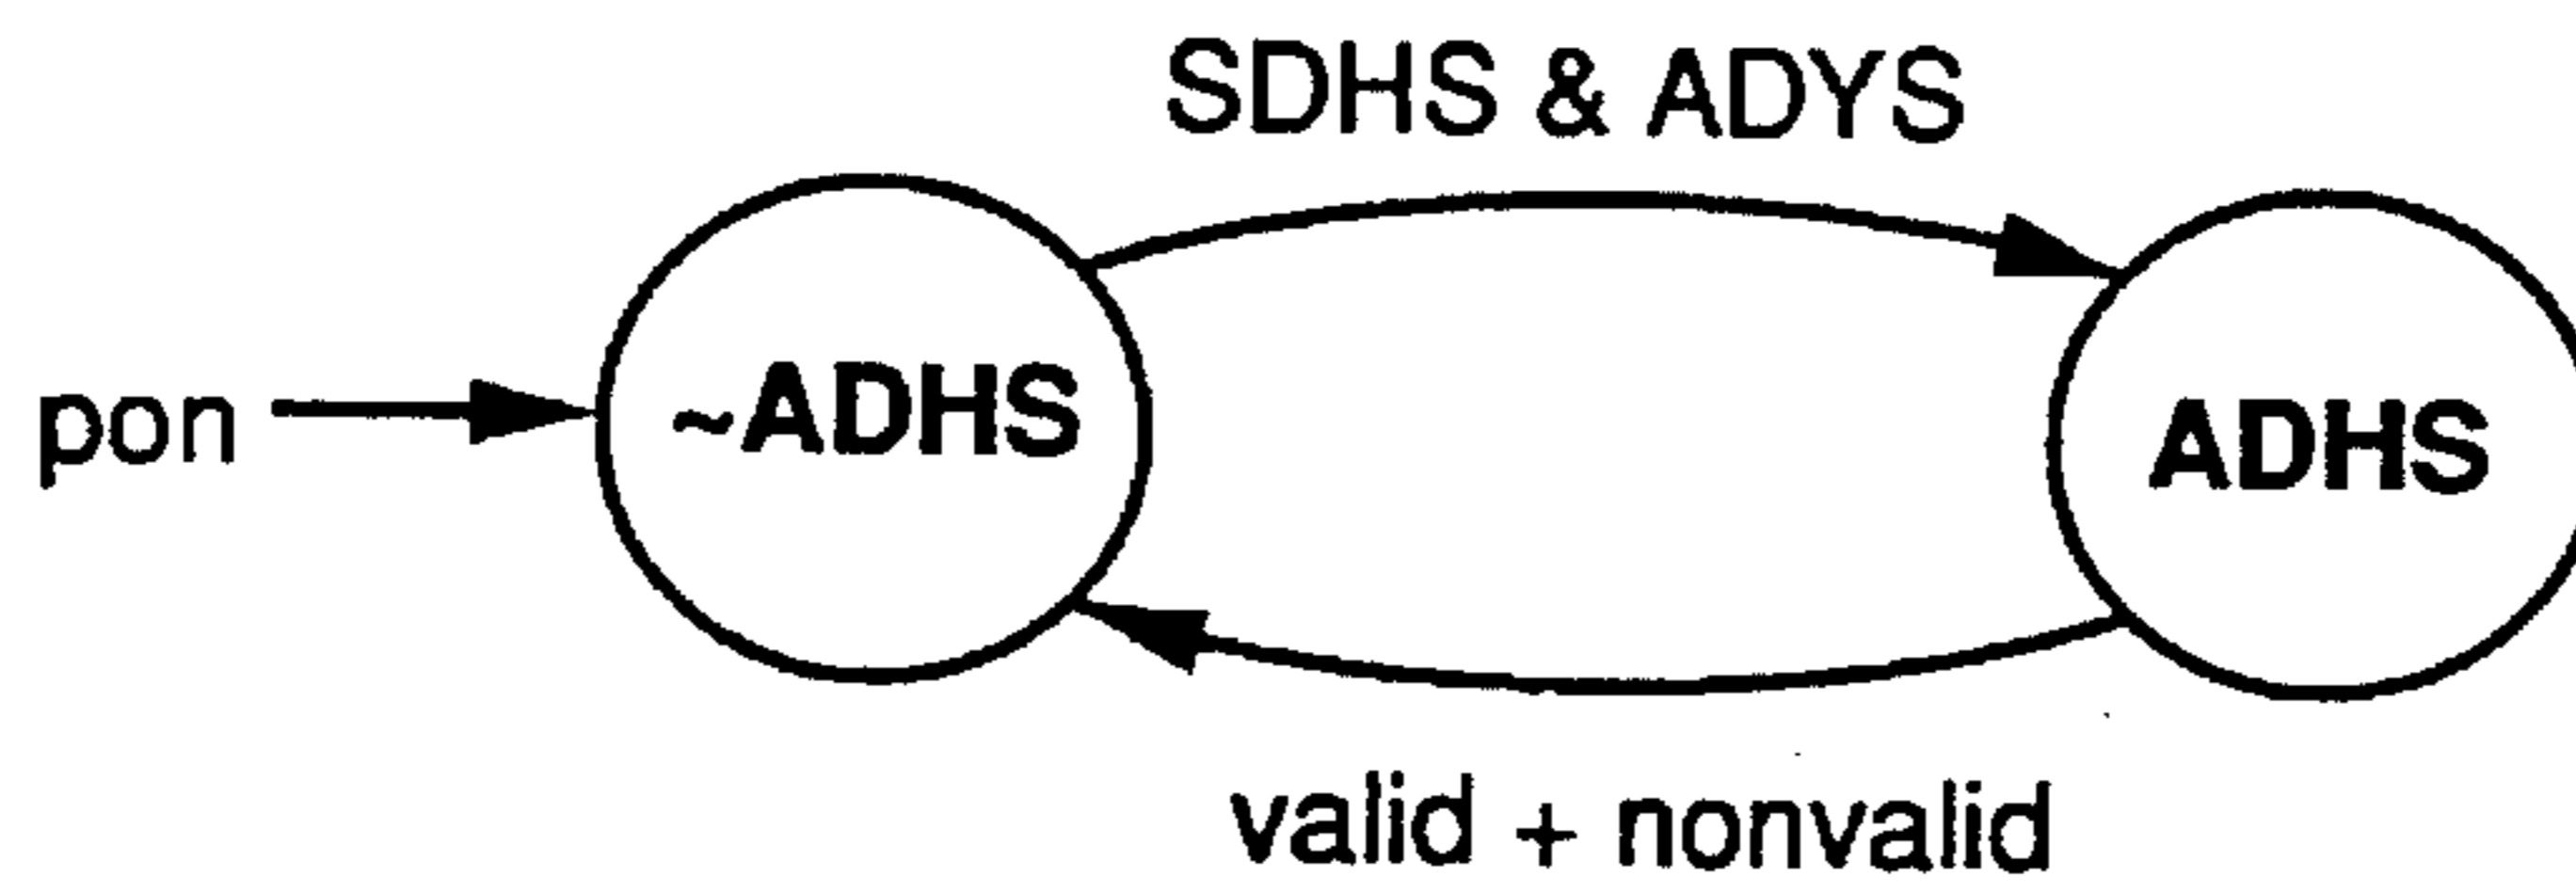 SDHS & ADYS
pon
~ADHS
ADHS
valid + nonvalid